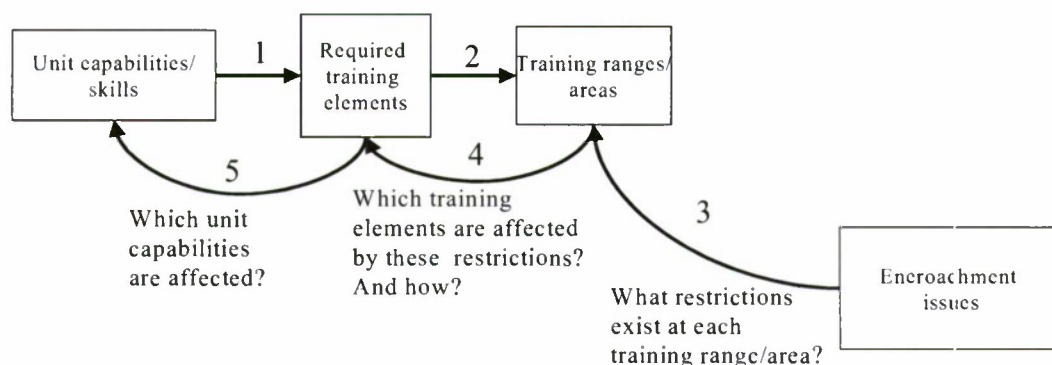 Unit capabilities/
skills
1
Required
training
elements
2
Training ranges/
areas
5
Which unit
capabilities
are affected?
4
Which training
elements are affected
by these restrictions?
And how?
3
What restrictions
exist at each
training range/area?
Encroachment
issues